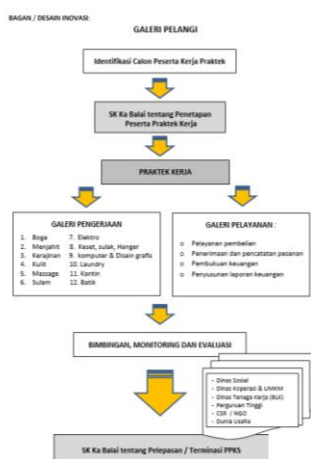 BAGAN / DESAIN INOVASI:
GALERI PELANGI
Identifikasi Calon Peserta Kerja Praktek
SK Ka Balai tentang Penetapan
Peserta Praktek Kerja
PRAKTEK KERJA
GALERI PENGERJAAN
1. Boga
2. Menjahit
3. Kerajinan
4. Kulit
5. Massage
6. Sulam
7. Elektro
8. Keset, sulak, Hanger
9. komputer & Disain grafis
10. Laundry
11. Kantin
12. Batik
GALERI PELAYANAN :
o Pelayanan pembelian
o Penerimaan dan pencatatan pesanan
o Pembukuan keuangan
o Penyusunan laporan keuangan
BIMBINGAN, MONITORING DAN EVALUASI
- Dinas Sosial
- Dinas Koperasi & UMKM
- Dinas Tenaga Kerja (BLK)
- Perguruan Tinggi
- CSR / NGO
- Dunia Usaha
SK Ka Balai tentang Pelepasan / Terminasi PPKS